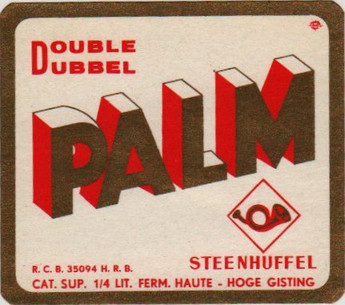 DOUBLE
DUBBEL
PALM
STEENHUFFEL
R. C. B. 35094 H. R. B.
CAT. SUP. 1/4 LIT. FERM. HAUTE - HOGE GISTING